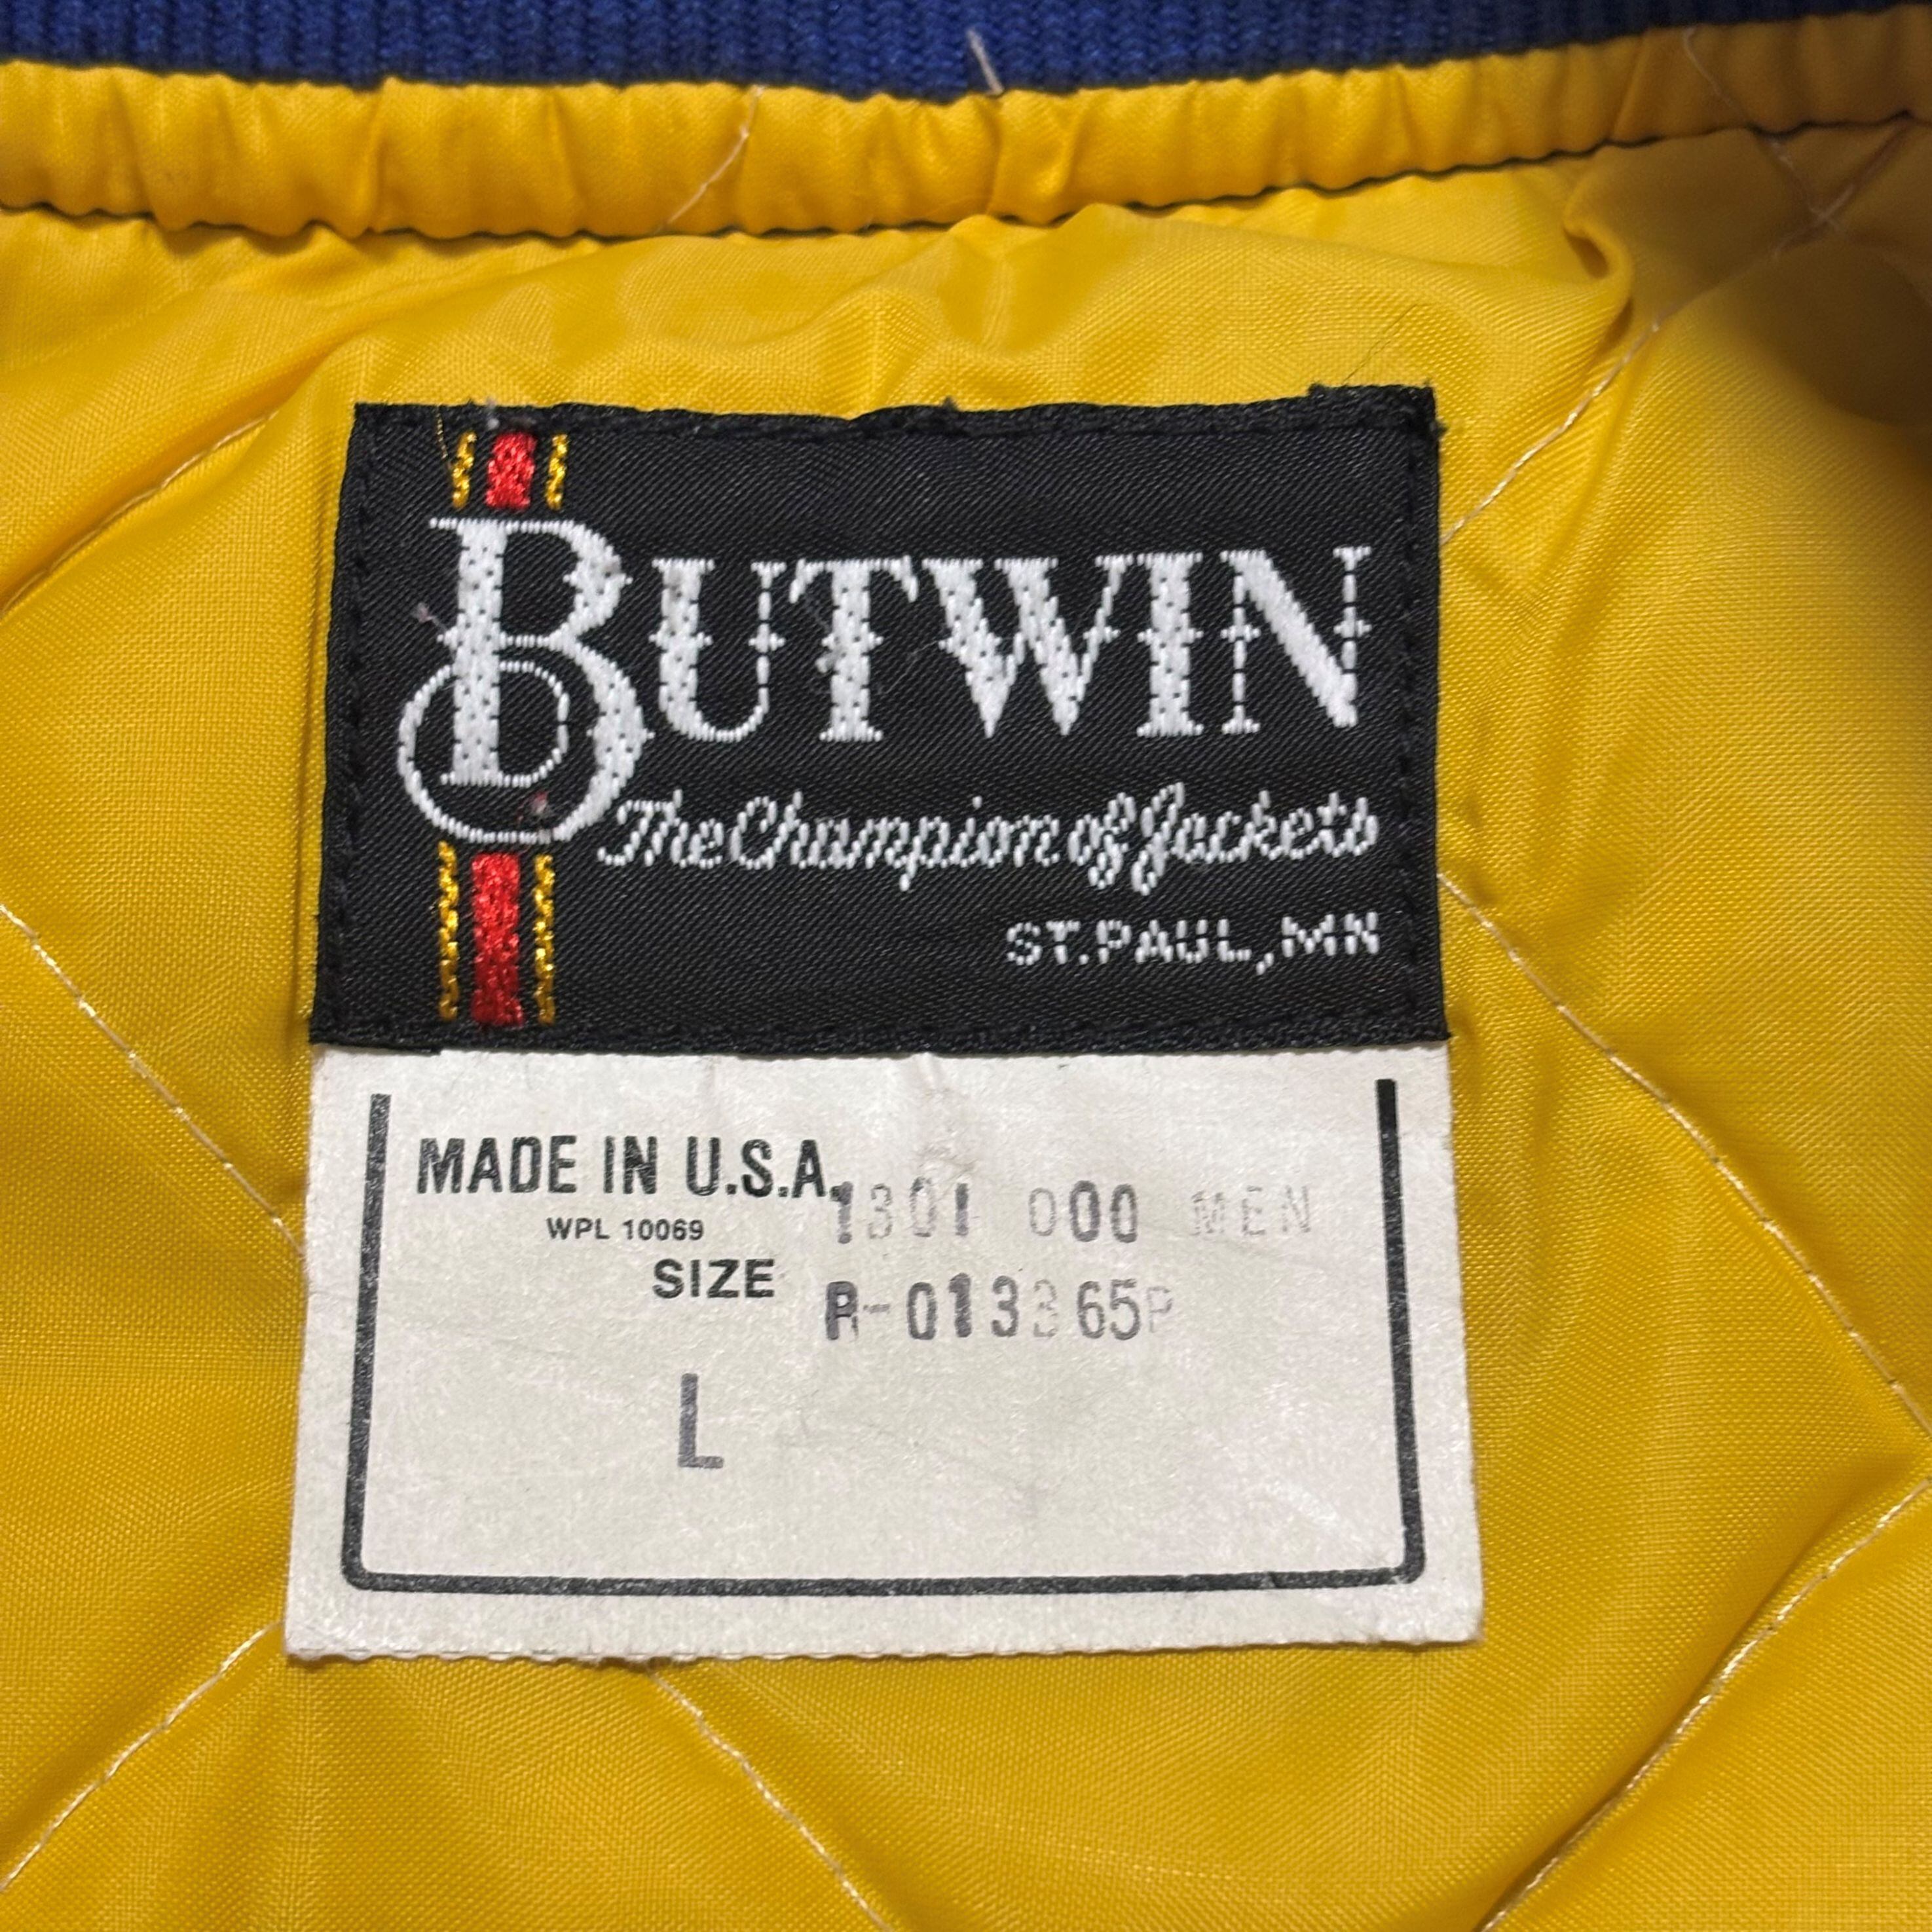 BUTWIN
The Champion of Jackets
ST.PAUL,MN
MADE IN U.S.A.
1301 000 MEN
WPL 10069
SIZE
R-013365P
L